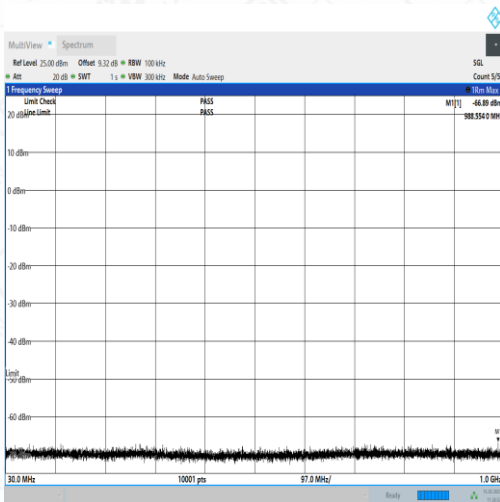 MultiView Spectrum
Ref Level 25.00 dBm Offset 9.32 dB RBW 100 kHz SGL
Att 20 dB SWT 1 s VBW 300 kHz Mode Auto Sweep Count 5/5
1 Frequency Sweep 1Rm Max
Limit Check PASS M1[1] -66.89 dBm
Line Limit PASS 988.5540 MH
20 dBm
10 dBm
0 dBm
-10 dBm
-20 dBm
-30 dBm
-40 dBm
Limit
-50 dBm
-60 dBm
30.0 MHz 10001 pts 97.0 MHz/ 1.0 GHz
Ready